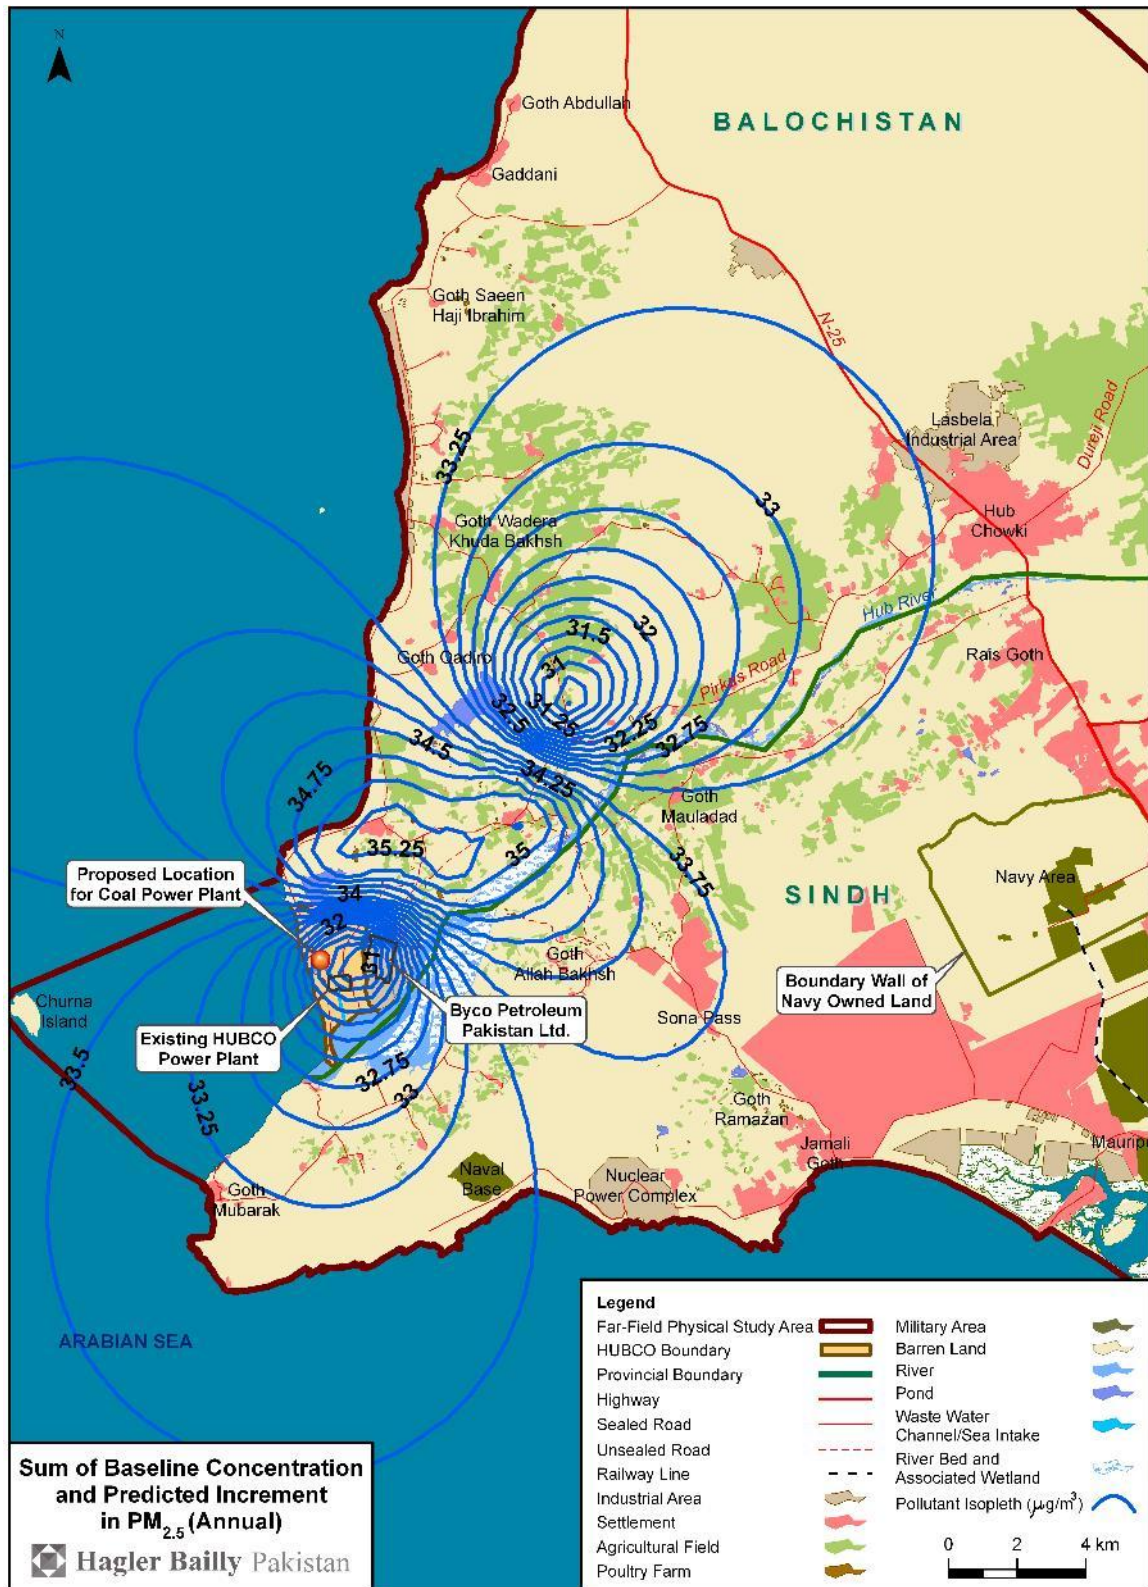 N
Goth Abdullah
BALOCHISTAN
Gaddani
Goth Saeen
Haji Ibrahim
N-25
Lasbela
Industrial Area
Dureji Road
33.25
33
Goth Wadera
Khuda Bakhsh
Hub
Chowki
Hub River
31.5
32
Goth Qadiro
31
Pirkus Road
Rais Goth
32.5
31.25
32.25
32.75
34.5
34.25
34.75
Goth
Mauladad
35.25
35
33.75
Proposed Location
for Coal Power Plant
34
SINDH
Navy Area
32
31
Goth
Allah Bakhsh
Boundary Wall of
Navy Owned Land
Churna
Island
Byco Petroleum
Pakistan Ltd.
Sona Pass
Existing HUBCO
Power Plant
33.5
32.75
33
33.25
Goth
Ramazan
Jamali
Goth
Mauripu
Naval
Base
Nuclear
Power Complex
Goth
Mubarak
ARABIAN SEA
Legend
Far-Field Physical Study Area
HUBCO Boundary
Provincial Boundary
Highway
Sealed Road
Unsealed Road
Railway Line
Industrial Area
Settlement
Agricultural Field
Poultry Farm
Military Area
Barren Land
River
Pond
Waste Water
Channel/Sea Intake
River Bed and
Associated Wetland
Pollutant Isopleth (μg/m³)
0 2 4 km
Sum of Baseline Concentration
and Predicted Increment
in PM2.5 (Annual)
Hagler Bailly Pakistan